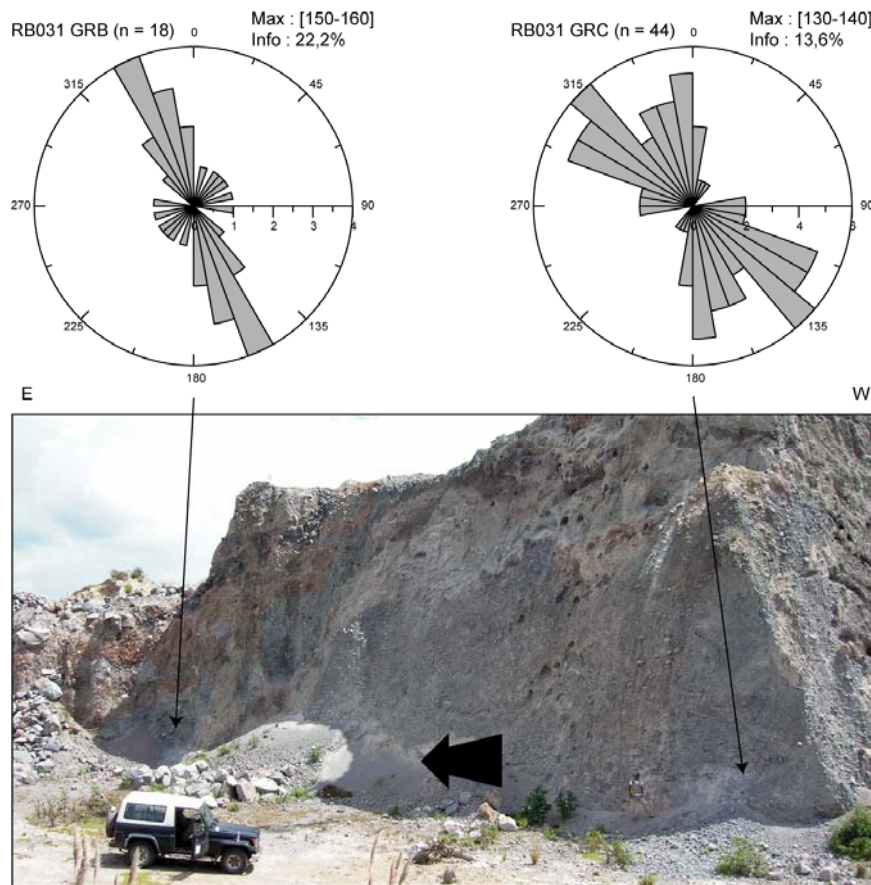 RB031 GRB (n = 18)
Max : [150-160]
Info : 22,2%
0
45
90
135
180
225
270
315
1
2
3
4
RB031 GRC (n = 44)
Max : [130-140]
Info : 13,6%
0
45
90
135
180
225
270
315
2
4
6
E
W